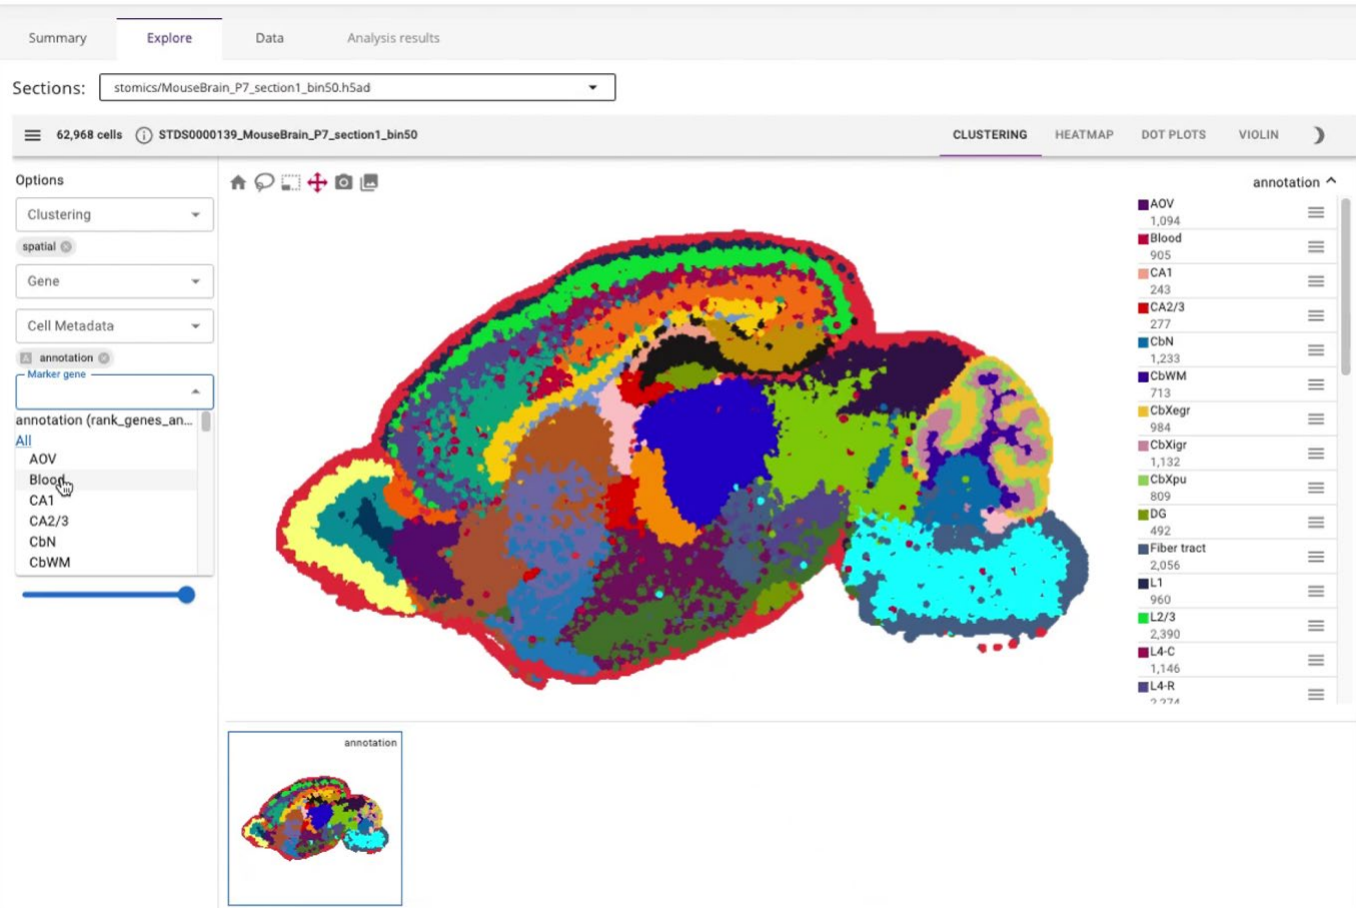 Summary
Explore
Data
Analysis results
Sections:
stomics/MouseBrain_P7_section1_bin50.h5ad
62,968 cells
STDS0000139_MouseBrain_P7_section1_bin50
CLUSTERING
HEATMAP
DOT PLOTS
VIOLIN
Options
Clustering
spatial
Gene
Cell Metadata
A annotation
Marker gene
annotation (rank_genes_an...
All
AOV
Blood
CA1
CA2/3
CbN
CbWM
annotation
AOV
1,094
Blood
905
CA1
243
CA2/3
277
CbN
1,233
CbWM
713
CbXegr
984
CbXigr
1,132
CbXpu
809
DG
492
Fiber tract
2,056
L1
960
L2/3
2,390
L4-C
1,146
L4-R
2,274
annotation